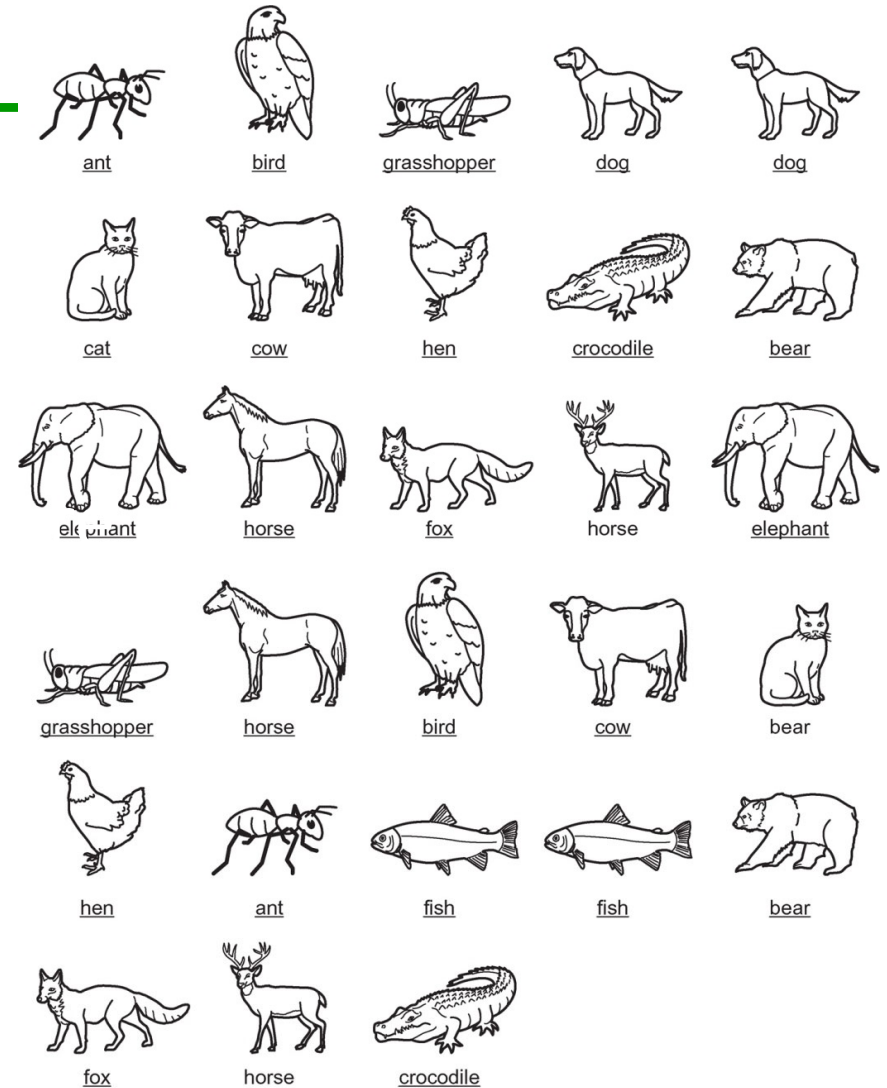 ant bird grasshopper dog dog
cat cow hen crocodile bear
elephant horse fox horse elephant
grasshopper horse bird cow bear
hen ant fish fish bear
fox horse crocodile